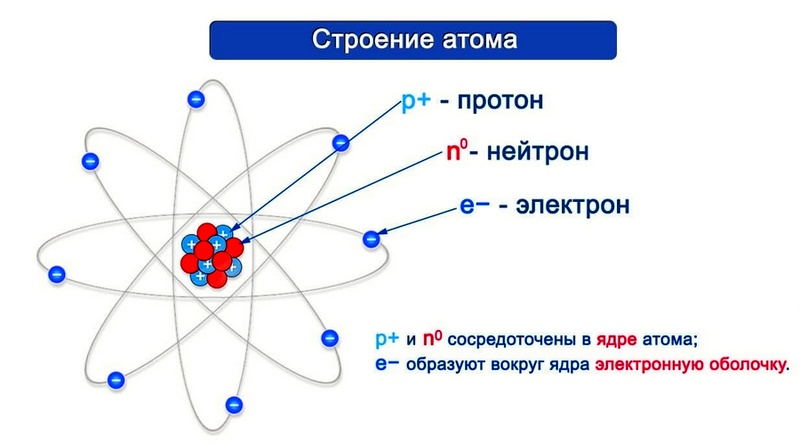 Строение атома
p+ - протон
n⁰- нейтрон
e− - электрон
p+ и n⁰ сосредоточены в ядре атома;
e− образуют вокруг ядра электронную оболочку.